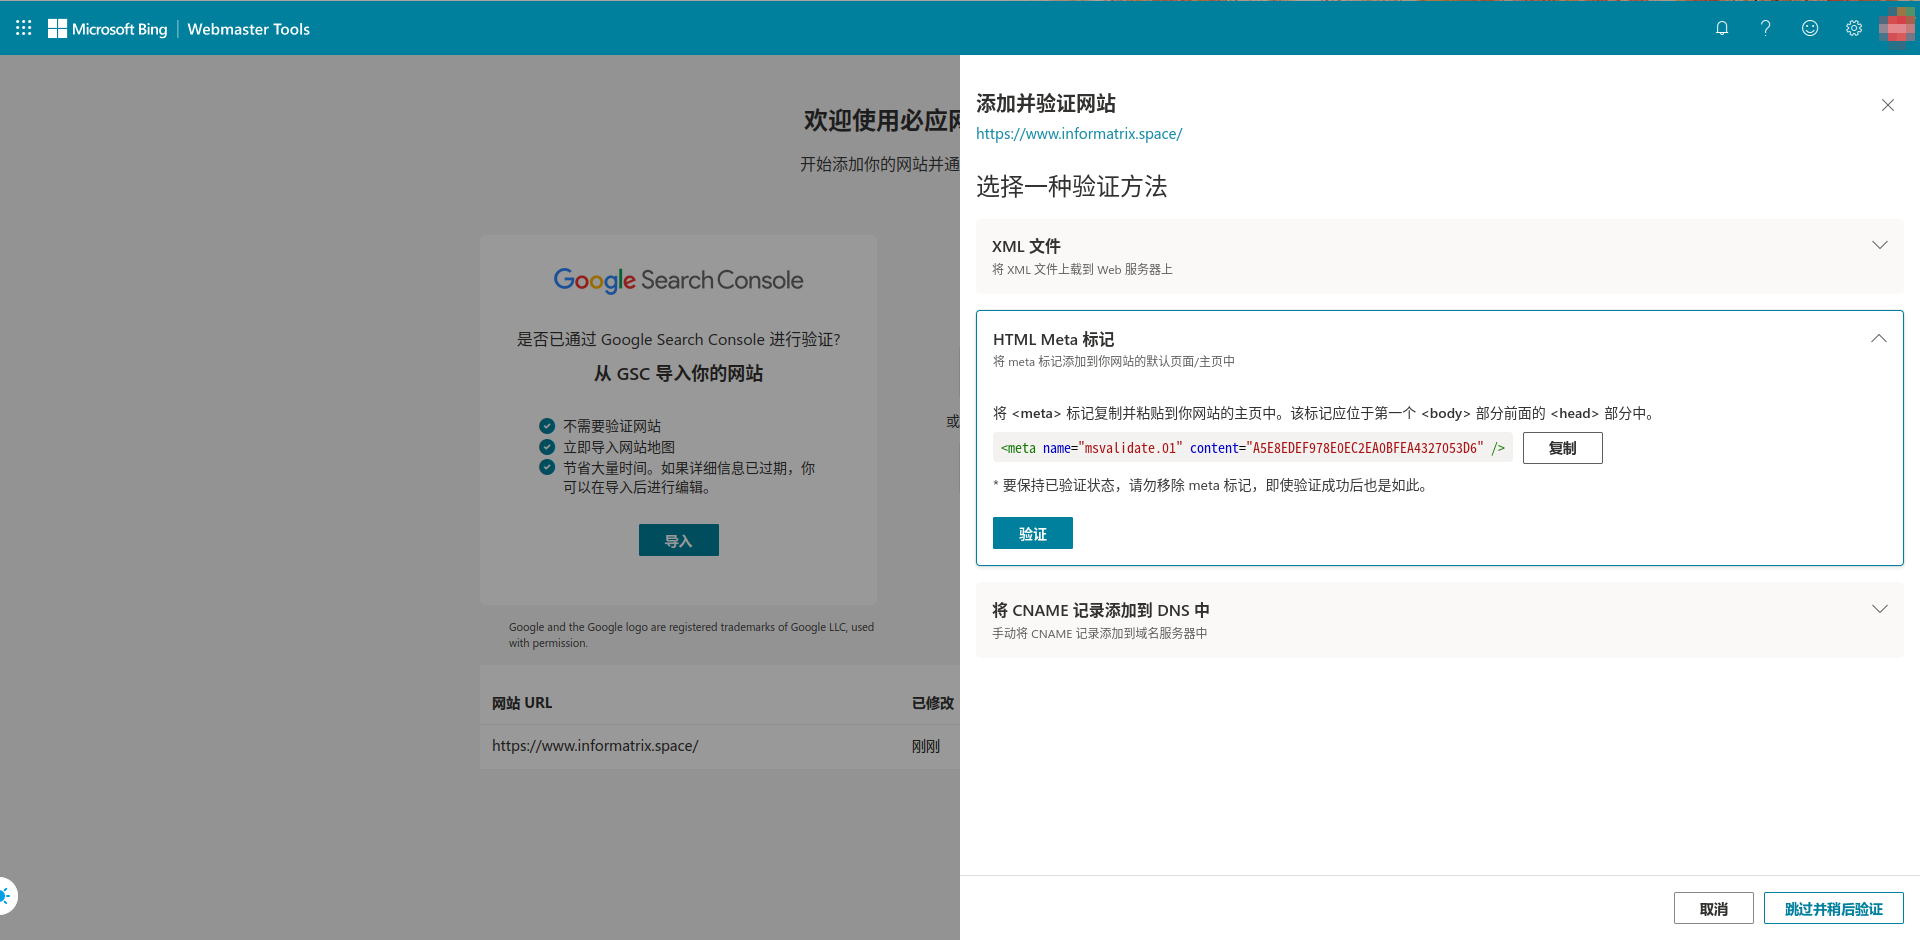 Microsoft Bing | Webmaster Tools
欢迎使用必应网
开始添加你的网站并通
Google Search Console
是否已通过 Google Search Console 进行验证?
从 GSC 导入你的网站
不需要验证网站
立即导入网站地图
节省大量时间。如果详细信息已过期，你
可以在导入后进行编辑。
导入
或
Google and the Google logo are registered trademarks of Google LLC, used
with permission.
网站 URL 已修改
https://www.informatrix.space/ 刚刚
添加并验证网站
https://www.informatrix.space/
选择一种验证方法
XML 文件
将 XML 文件上载到 Web 服务器上
HTML Meta 标记
将 meta 标记添加到你网站的默认页面/主页中
将 <meta> 标记复制并粘贴到你网站的主页中。该标记应位于第一个 <body> 部分前面的 <head> 部分中。
<meta name="msvalidate.01" content="A5E8EDEF978E0EC2EA0BFEA4327053D6" /> 复制
* 要保持已验证状态，请勿移除 meta 标记，即使验证成功后也是如此。
验证
将 CNAME 记录添加到 DNS 中
手动将 CNAME 记录添加到域名服务器中
取消 跳过并稍后验证